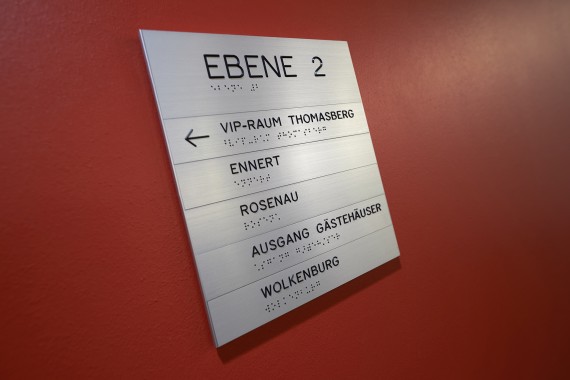 EBENE 2
← VIP-RAUM THOMASBERG
ENNERT
ROSENAU
AUSGANG GÄSTEHÄUSER
WOLKENBURG